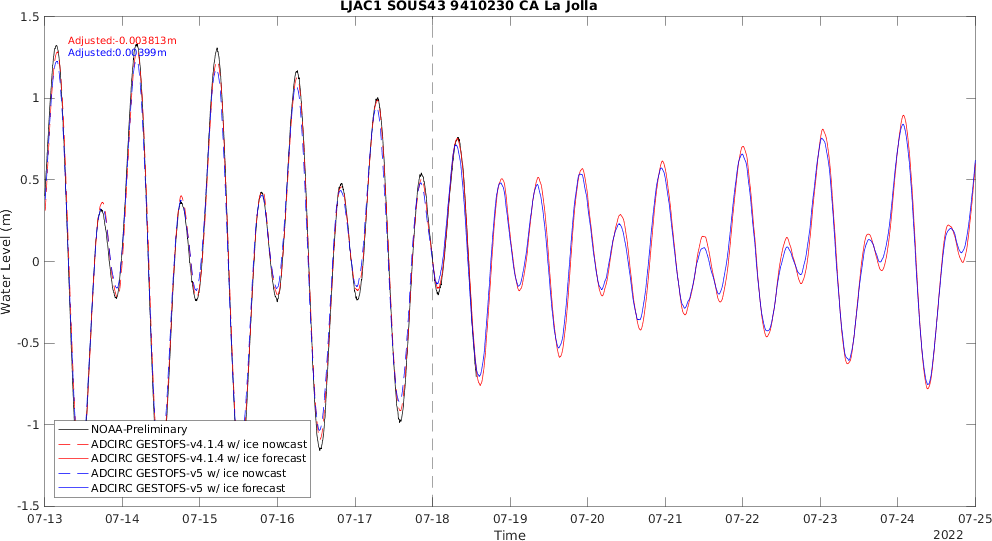 LJAC1 SOUS43 9410230 CA La Jolla
Adjusted:-0.003813m
Adjusted:0.00399m
Water Level (m)
1.5
1
0.5
0
-0.5
-1
-1.5
NOAA-Preliminary
ADCIRC GESTOFS-v4.1.4 w/ ice nowcast
ADCIRC GESTOFS-v4.1.4 w/ ice forecast
ADCIRC GESTOFS-v5 w/ ice nowcast
ADCIRC GESTOFS-v5 w/ ice forecast
07-13 07-14 07-15 07-16 07-17 07-18 07-19 07-20 07-21 07-22 07-23 07-24 07-25
Time
2022